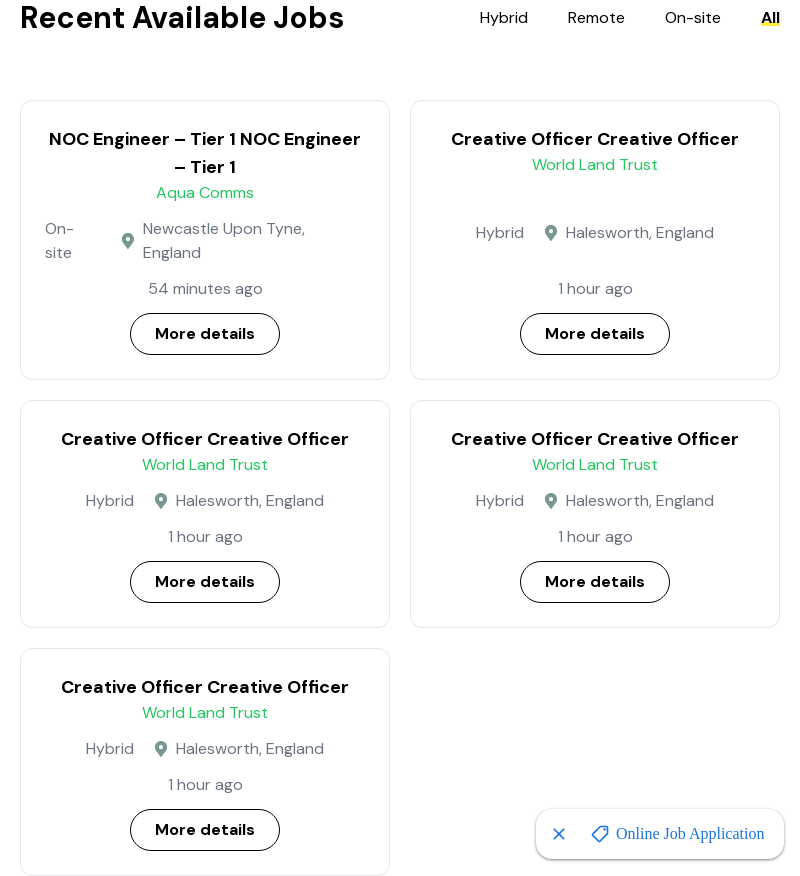 Recent Available Jobs
Hybrid Remote On-site All
NOC Engineer – Tier 1 NOC Engineer
– Tier 1
Aqua Comms
On-
site
Newcastle Upon Tyne,
England
54 minutes ago
More details
Creative Officer Creative Officer
World Land Trust
Hybrid Halesworth, England
1 hour ago
More details
Creative Officer Creative Officer
World Land Trust
Hybrid Halesworth, England
1 hour ago
More details
Creative Officer Creative Officer
World Land Trust
Hybrid Halesworth, England
1 hour ago
More details
Creative Officer Creative Officer
World Land Trust
Hybrid Halesworth, England
1 hour ago
More details
Online Job Application